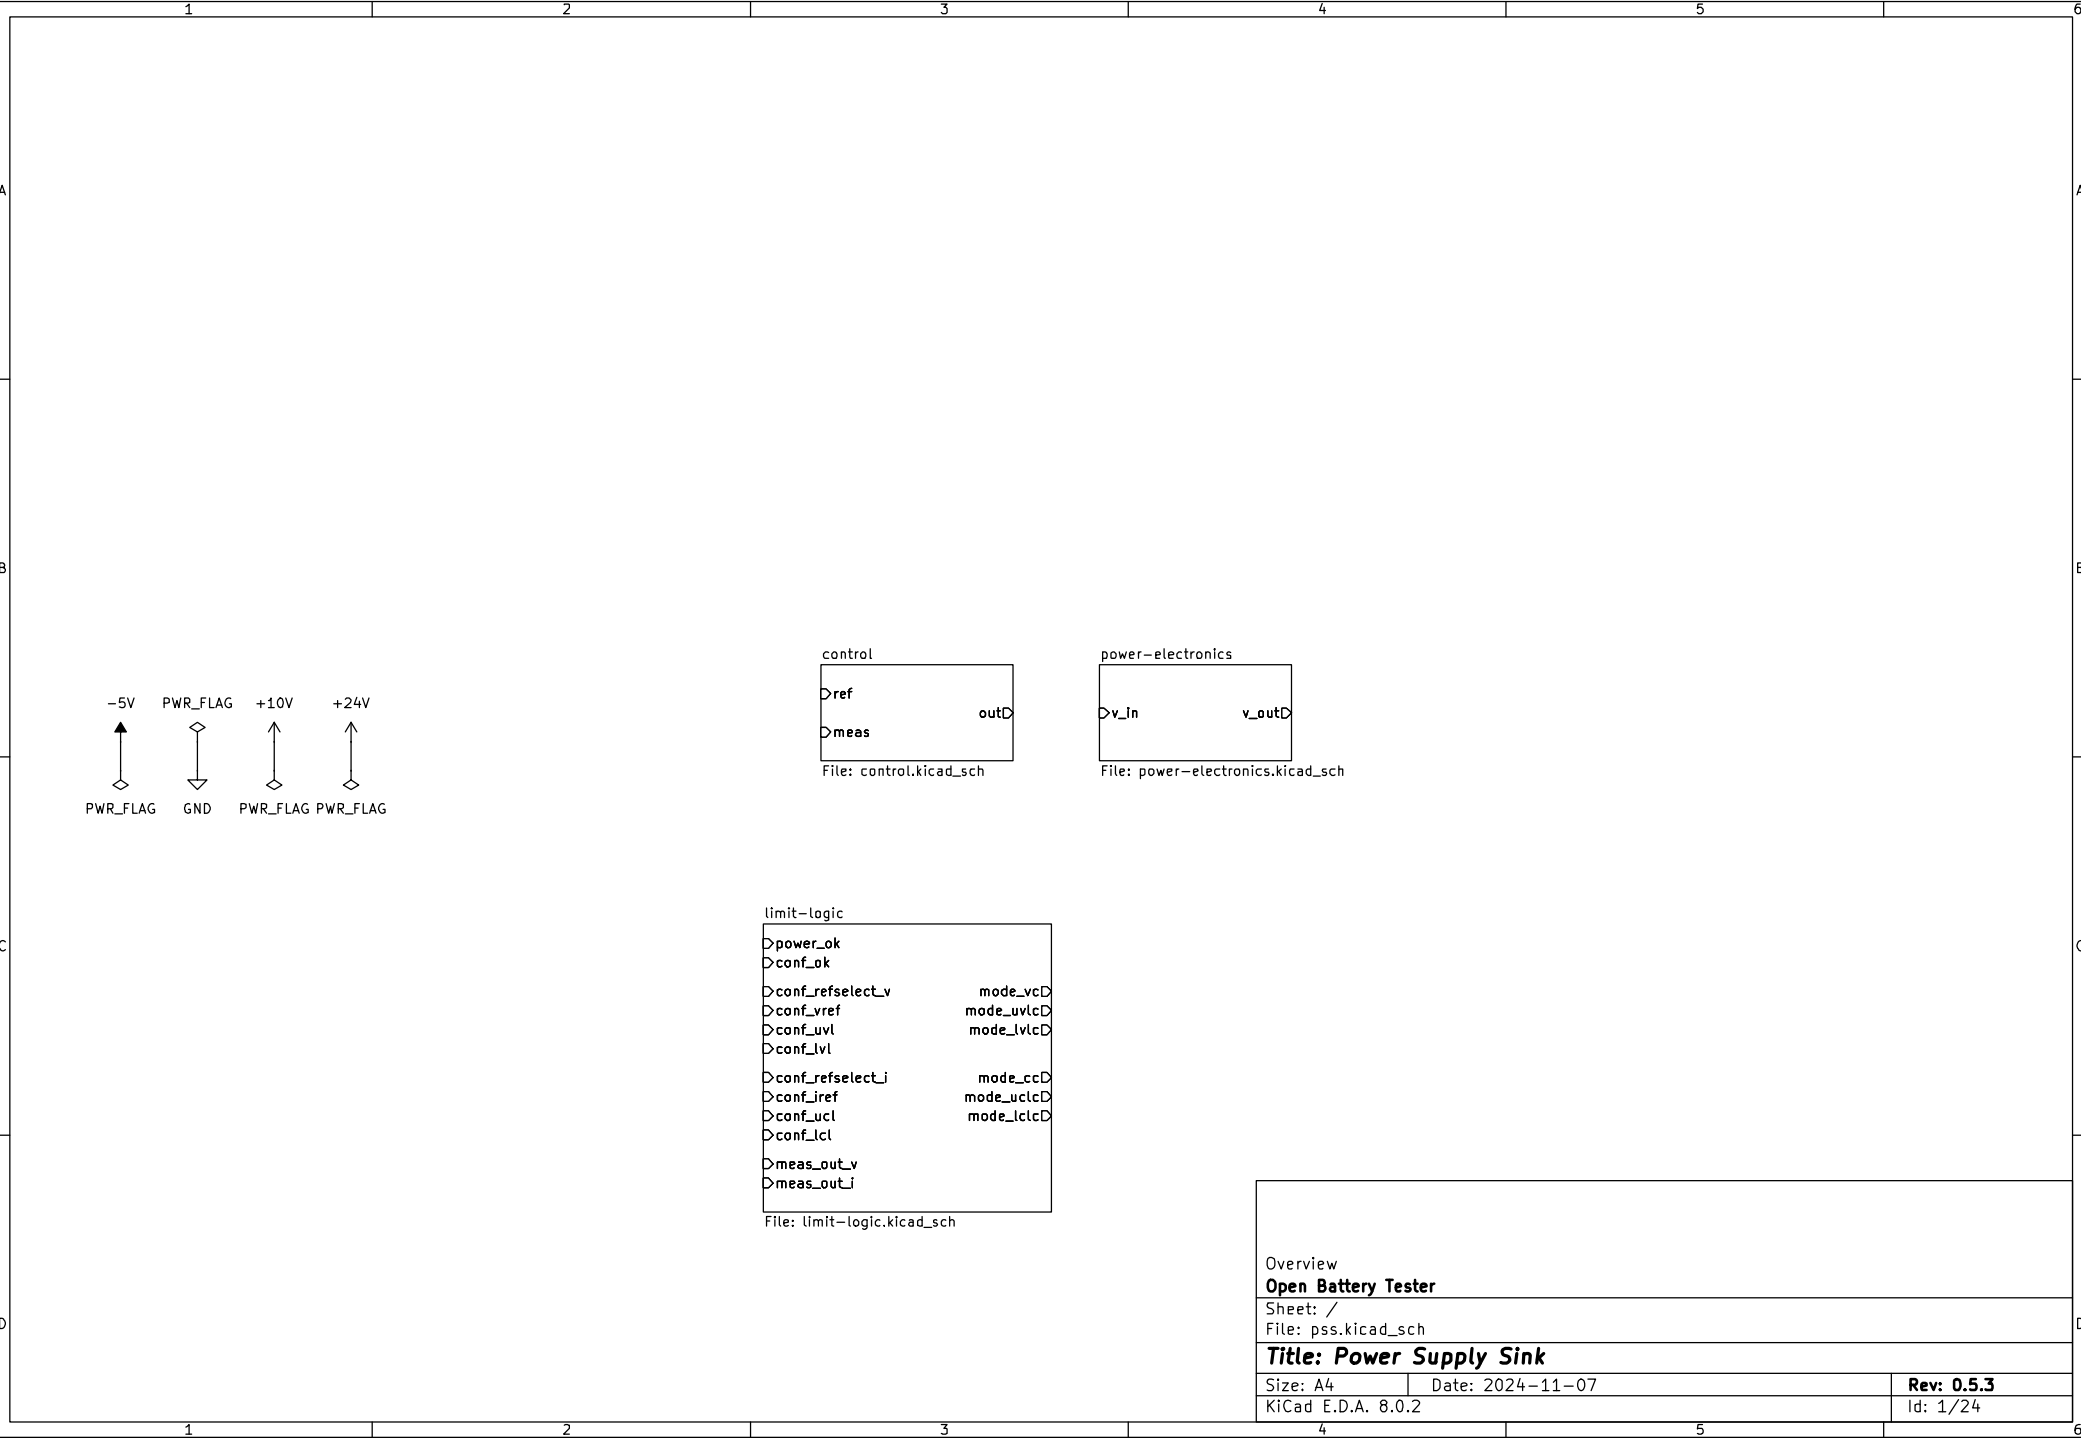 1 2 3 4 5 6
A A
B B
control power-electronics
ref
out v_in v_out
meas
File: control.kicad_sch File: power-electronics.kicad_sch
-5V PWR_FLAG +10V +24V
PWR_FLAG GND PWR_FLAG PWR_FLAG
limit-logic
C C
power_ok
conf_ok
conf_refselect_v mode_vc
conf_vref mode_uvlc
conf_uvl mode_lvlc
conf_lvl
conf_refselect_i mode_cc
conf_iref mode_uclc
conf_ucl mode_lclc
conf_lcl
meas_out_v
meas_out_i
File: limit-logic.kicad_sch
D D
Overview
Open Battery Tester
Sheet: /
File: pss.kicad_sch
Title: Power Supply Sink
Size: A4 Date: 2024-11-07 Rev: 0.5.3
KiCad E.D.A. 8.0.2 Id: 1/24
1 2 3 4 5 6